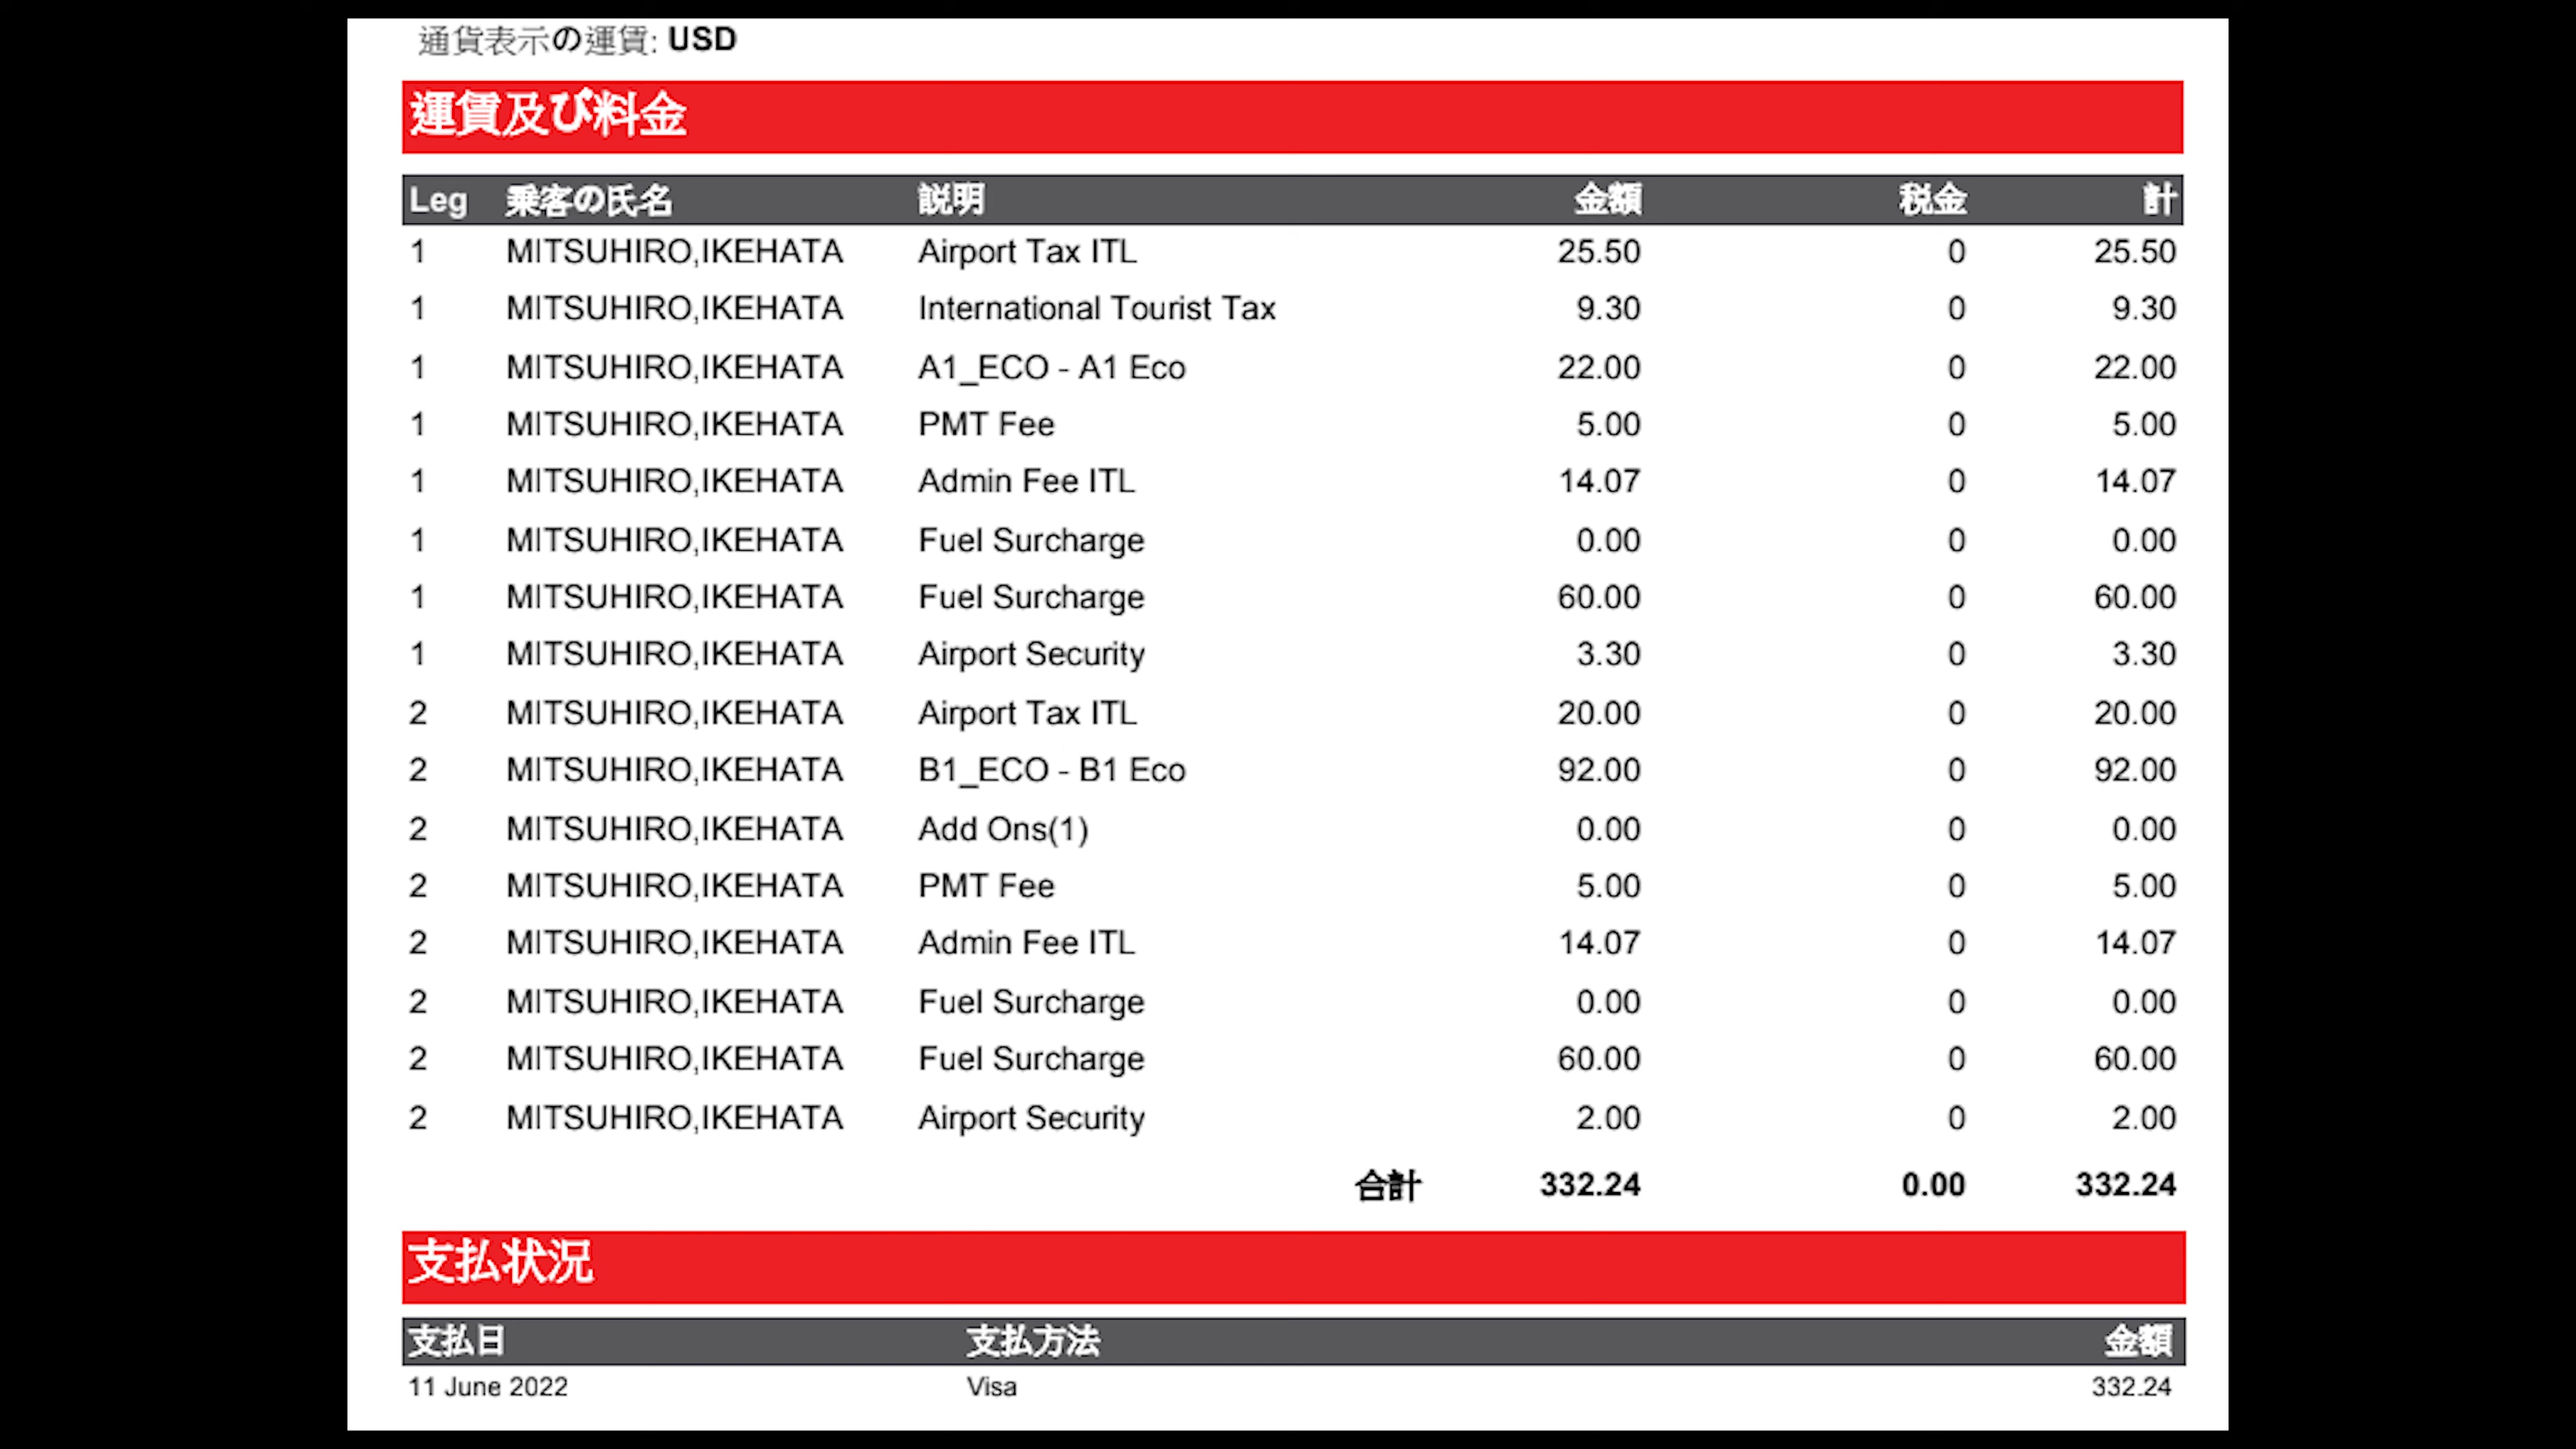 通貨表示の運賃: USD
運賃及び料金
Leg 乗客の氏名 説明 金額 税金 計
1 MITSUHIRO,IKEHATA Airport Tax ITL 25.50 0 25.50
1 MITSUHIRO,IKEHATA International Tourist Tax 9.30 0 9.30
1 MITSUHIRO,IKEHATA A1_ECO - A1 Eco 22.00 0 22.00
1 MITSUHIRO,IKEHATA PMT Fee 5.00 0 5.00
1 MITSUHIRO,IKEHATA Admin Fee ITL 14.07 0 14.07
1 MITSUHIRO,IKEHATA Fuel Surcharge 0.00 0 0.00
1 MITSUHIRO,IKEHATA Fuel Surcharge 60.00 0 60.00
1 MITSUHIRO,IKEHATA Airport Security 3.30 0 3.30
2 MITSUHIRO,IKEHATA Airport Tax ITL 20.00 0 20.00
2 MITSUHIRO,IKEHATA B1_ECO - B1 Eco 92.00 0 92.00
2 MITSUHIRO,IKEHATA Add Ons(1) 0.00 0 0.00
2 MITSUHIRO,IKEHATA PMT Fee 5.00 0 5.00
2 MITSUHIRO,IKEHATA Admin Fee ITL 14.07 0 14.07
2 MITSUHIRO,IKEHATA Fuel Surcharge 0.00 0 0.00
2 MITSUHIRO,IKEHATA Fuel Surcharge 60.00 0 60.00
2 MITSUHIRO,IKEHATA Airport Security 2.00 0 2.00
合計 332.24 0.00 332.24
支払状況
支払日 支払方法 金額
11 June 2022 Visa 332.24